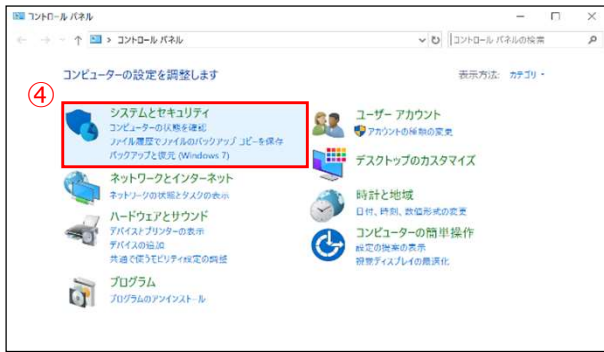 コントロール パネル
コントロール パネル
コントロール パネルの検索
コンピューターの設定を調整します
表示方法: カテゴリ
④
システムとセキュリティ
コンピューターの状態を確認
ファイル履歴でファイルのバックアップ コピーを保存
バックアップと復元 (Windows 7)
ネットワークとインターネット
ネットワークの状態とタスクの表示
ハードウェアとサウンド
デバイスとプリンターの表示
デバイスの追加
共通で使うモビリティ設定の調整
プログラム
プログラムのアンインストール
ユーザー アカウント
アカウントの種類の変更
デスクトップのカスタマイズ
時計と地域
日付、時刻、数値形式の変更
コンピューターの簡単操作
設定の提案の表示
視覚ディスプレイの最適化